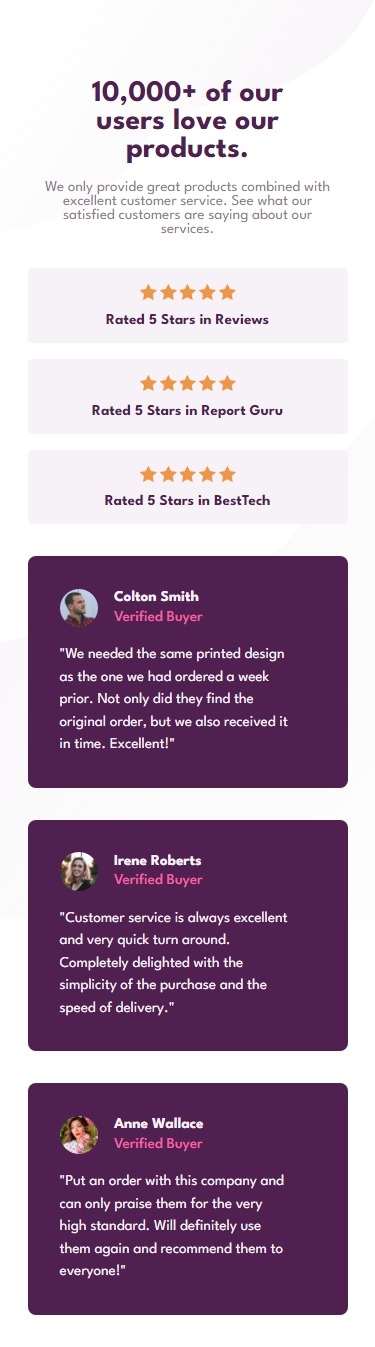 10,000+ of our
users love our
products.
We only provide great products combined with
excellent customer service. See what our
satisfied customers are saying about our
services.
Rated 5 Stars in Reviews
Rated 5 Stars in Report Guru
Rated 5 Stars in BestTech
Colton Smith
Verified Buyer
"We needed the same printed design
as the one we had ordered a week
prior. Not only did they find the
original order, but we also received it
in time. Excellent!"
Irene Roberts
Verified Buyer
"Customer service is always excellent
and very quick turn around.
Completely delighted with the
simplicity of the purchase and the
speed of delivery."
Anne Wallace
Verified Buyer
"Put an order with this company and
can only praise them for the very
high standard. Will definitely use
them again and recommend them to
everyone!"